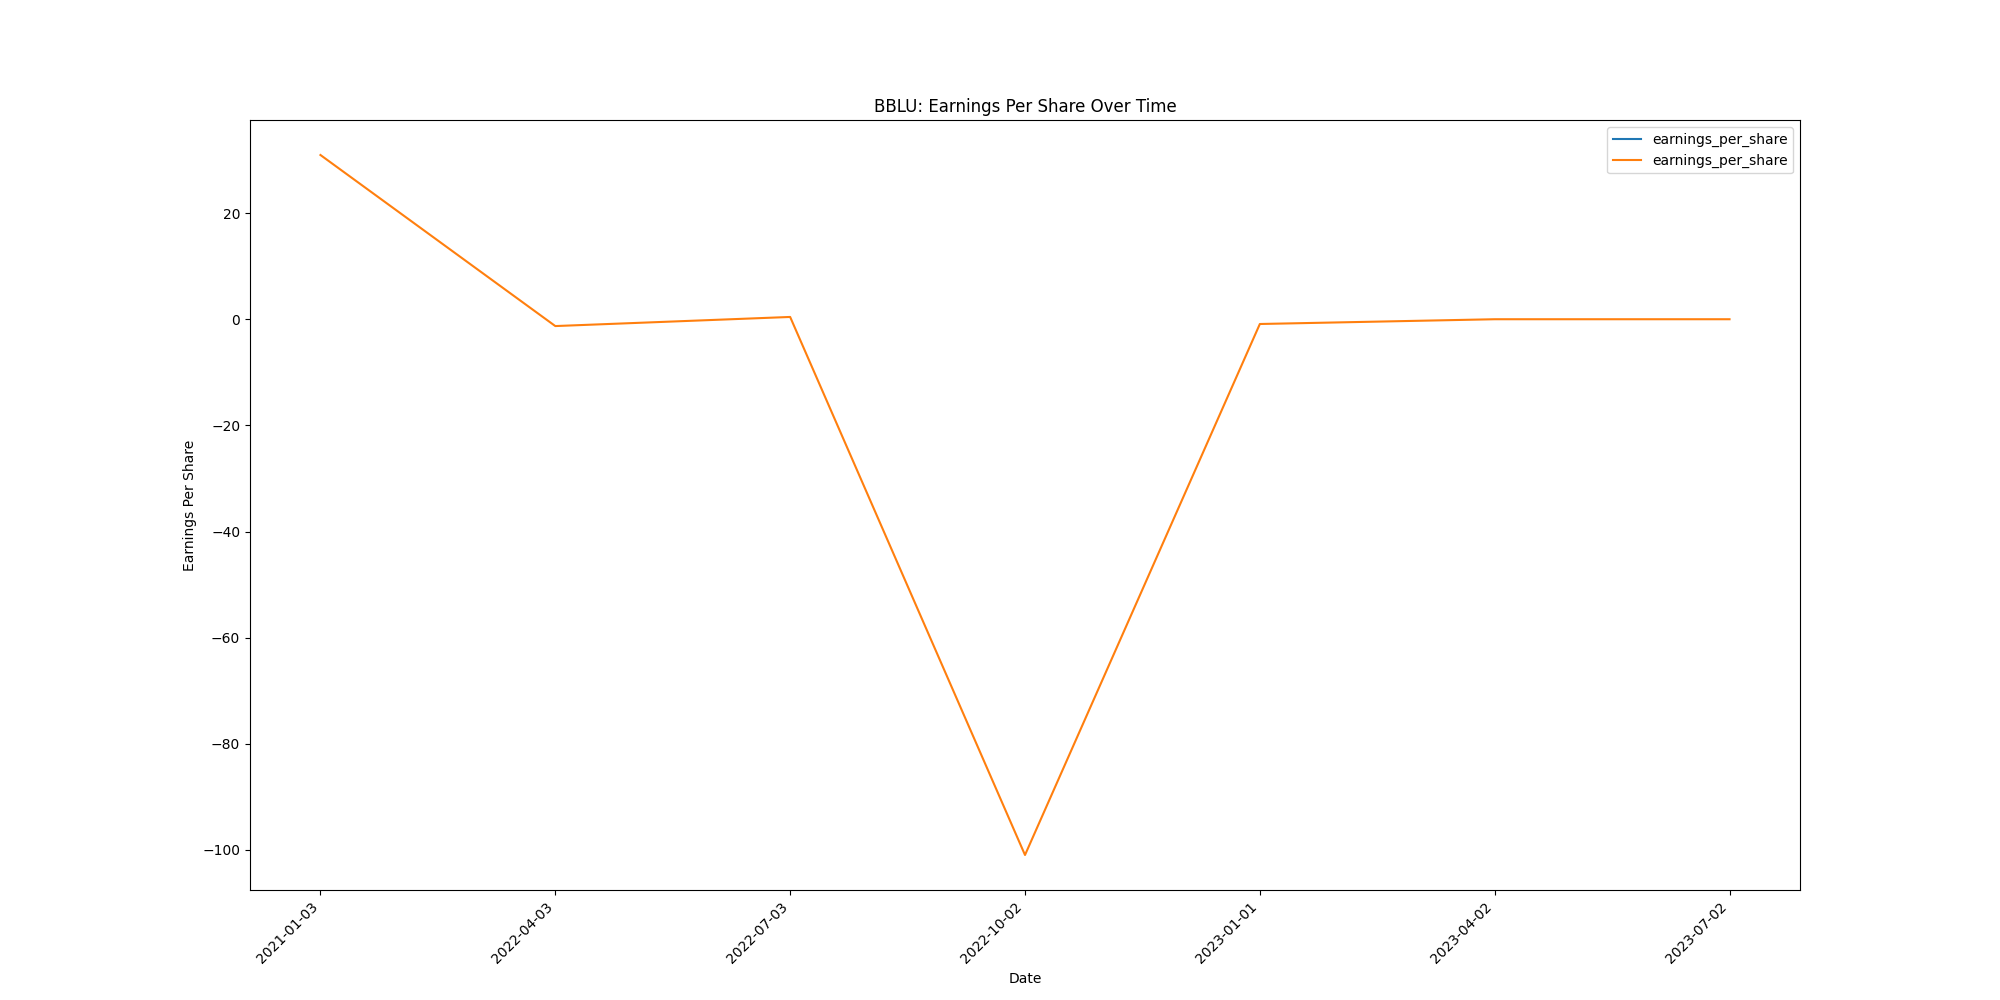 BBLU: Earnings Per Share Over Time
earnings_per_share
earnings_per_share
20
0
−20
−40
−60
−80
−100
Earnings Per Share
2021-01-03
2022-04-03
2022-07-03
2022-10-02
2023-01-01
2023-04-02
2023-07-02
Date